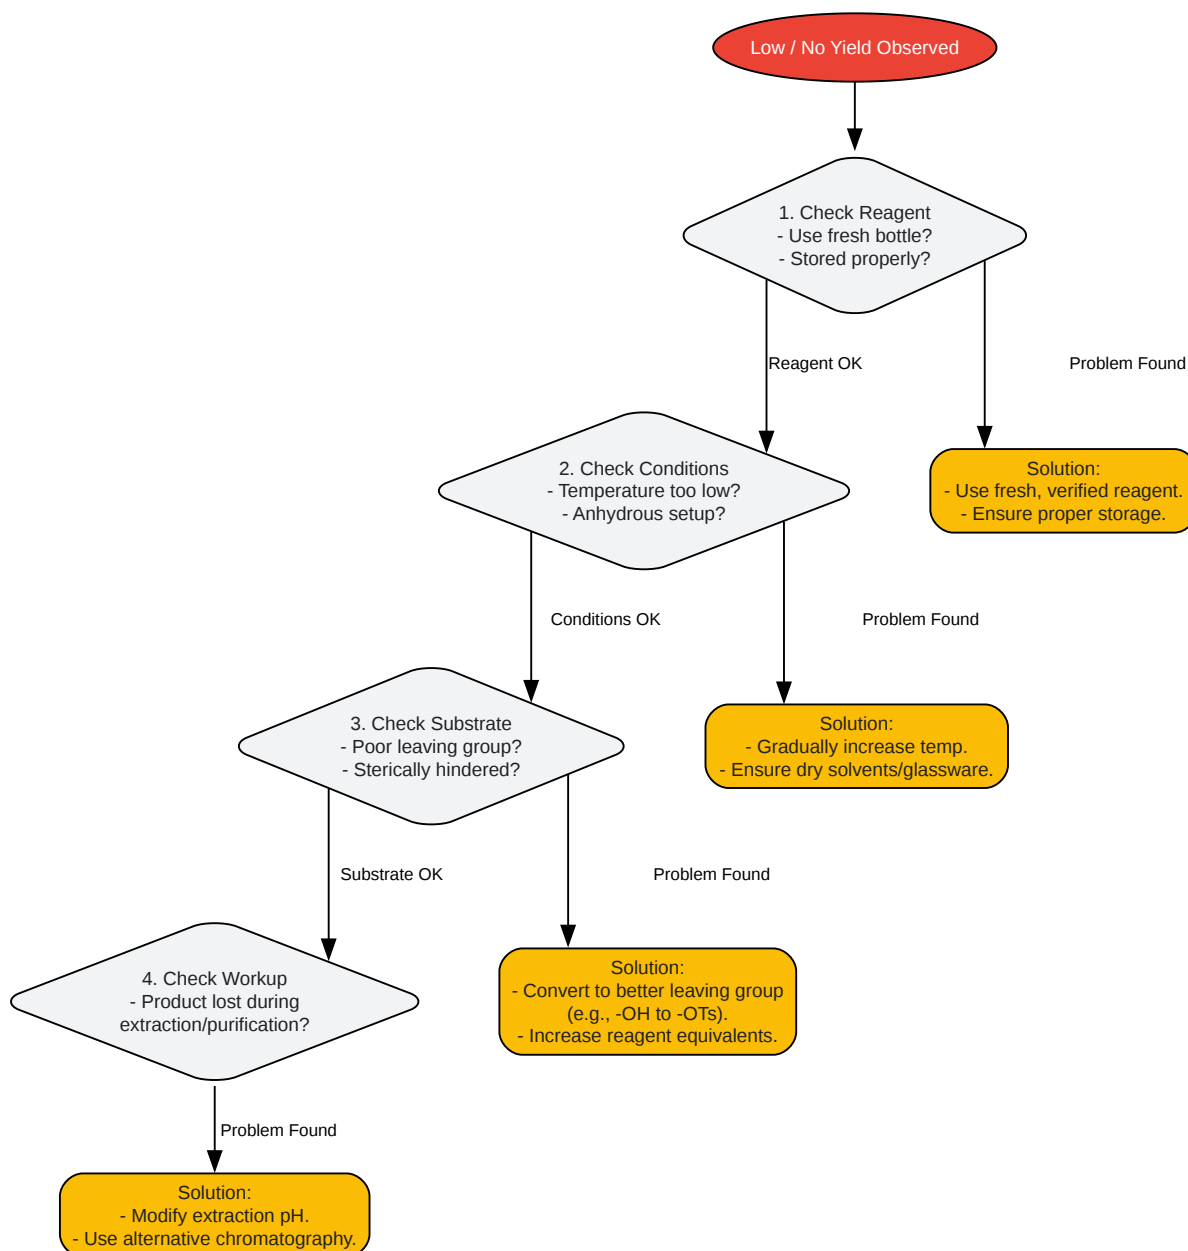 Low / No Yield Observed
1. Check Reagent
- Use fresh bottle?
- Stored properly?
Reagent OK
Problem Found
2. Check Conditions
- Temperature too low?
- Anhydrous setup?
Solution:
- Use fresh, verified reagent.
- Ensure proper storage.
Conditions OK
Problem Found
3. Check Substrate
- Poor leaving group?
- Sterically hindered?
Solution:
- Gradually increase temp.
- Ensure dry solvents/glassware.
Substrate OK
Problem Found
4. Check Workup
- Product lost during
extraction/purification?
Solution:
- Convert to better leaving group
(e.g., -OH to -OTs).
- Increase reagent equivalents.
Problem Found
Solution:
- Modify extraction pH.
- Use alternative chromatography.